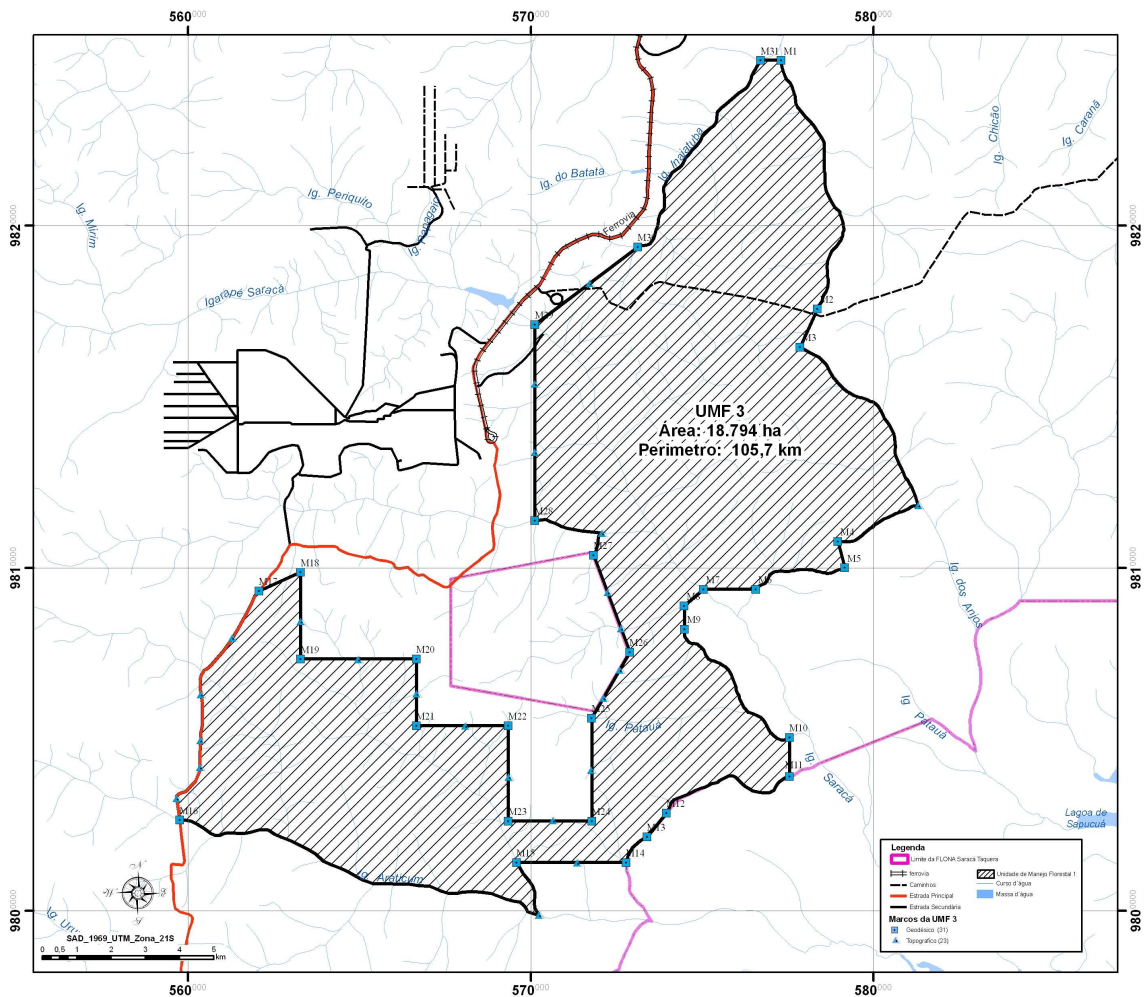 560000
570000
580000
M31
M1
Ig. Chicão
Ig. Caraná
Ig. Inajatuba
Ig. do Batata
Ig. Periquito
Ig. Mirim
Ig. Papagaio
Ferrovia
9820000
9820000
M30
Igarapé Saracá
M2
M29
M3
UMF 3
Área: 18.794 ha
Perímetro: 105,7 km
M28
M4
M27
M5
9810000
9810000
M18
M17
M7
M6
Ig. dos Anjos
M8
M9
M26
M19
M20
M25
M21
M22
Ig. Patauá
Ig. Patauá
M10
Ig. Saracá
M11
M16
M23
M24
M12
M13
Lagoa de
Sapucuá
M15
M14
Ig. Araticum
Legenda
Limite da FLONA Saracá Taquera
ferrovia
Caminhos
Estrada Principal
Estrada Secundária
Unidade de Manejo Florestal 1
Curso d'água
Massa d'água
Marcos da UMF 3
Geodésico (31)
Topográfico (23)
9800000
9800000
SAD_1969_UTM_Zona_21S
0 0,5 1 2 3 4 5
km
560000
570000
580000